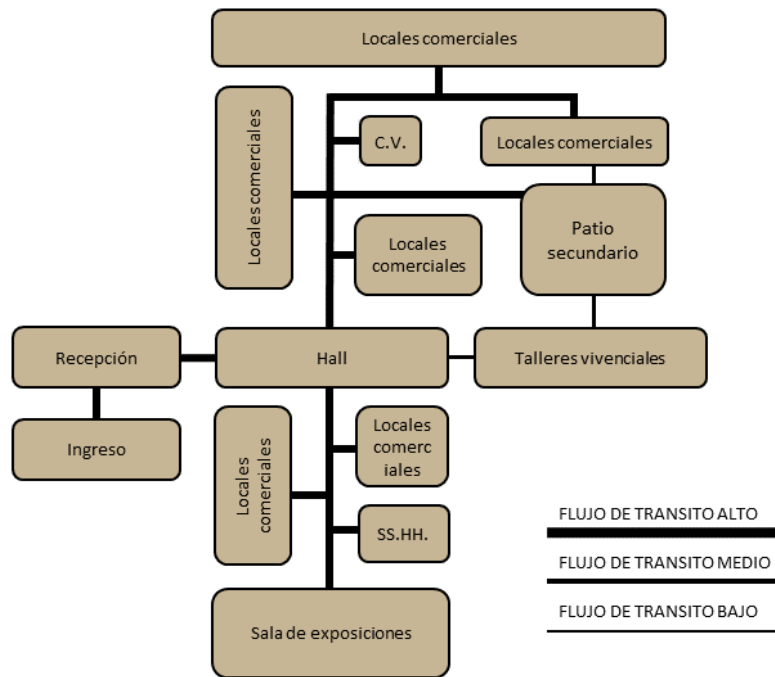 Locales comerciales
Locales comerciales
C.V.
Locales comerciales
Patio
secundario
Locales
comerciales
Recepción
Hall
Talleres vivenciales
Ingreso
Locales
comerciales
Locales
comerc
iales
SS.HH.
Sala de exposiciones
FLUJO DE TRANSITO ALTO
FLUJO DE TRANSITO MEDIO
FLUJO DE TRANSITO BAJO